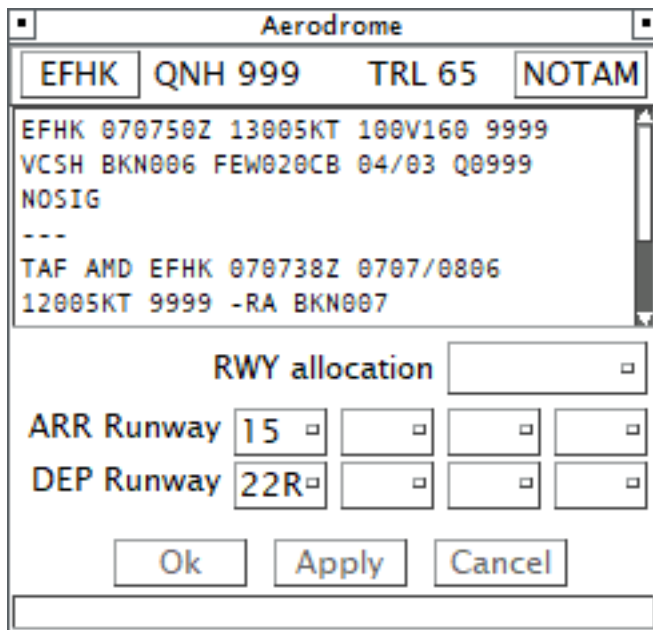 Aerodrome
EFHK QNH 999 TRL 65 NOTAM
EFHK 070750Z 13005KT 100V160 9999
VCSH BKN006 FEW020CB 04/03 Q0999
NOSIG
---
TAF AMD EFHK 070738Z 0707/0806
12005KT 9999 -RA BKN007
RWY allocation
ARR Runway 15
DEP Runway 22R
Ok Apply Cancel